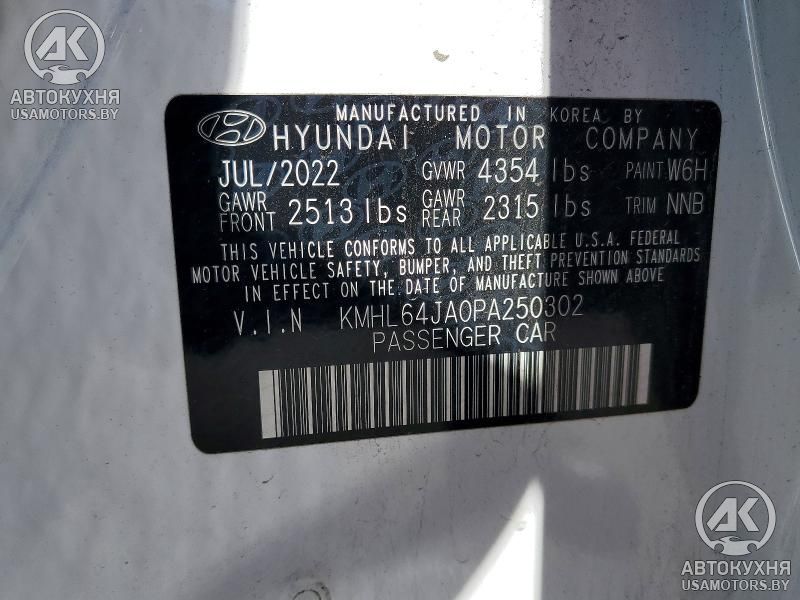 AK
АВТОКУХНЯ
USAMOTORS.BY
MANUFACTURED IN KOREA BY
HYUNDAI MOTOR COMPANY
JUL/2022 GVWR 4354 lbs PAINT W6H
GAWR FRONT 2513 lbs GAWR REAR 2315 lbs TRIM NNB
THIS VEHICLE CONFORMS TO ALL APPLICABLE U.S.A. FEDERAL
MOTOR VEHICLE SAFETY, BUMPER, AND THEFT PREVENTION STANDARDS
IN EFFECT ON THE DATE OF MANUFACTURE SHOWN ABOVE
V.I.N KMHL64JA0PA250302
PASSENGER CAR
AK
АВТОКУХНЯ
USAMOTORS.BY